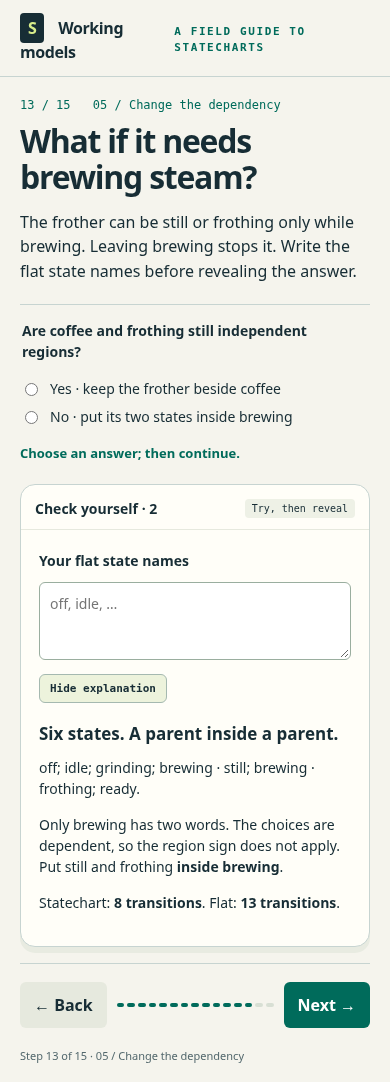 S Working models
A FIELD GUIDE TO STATECHARTS
13 / 15 05 / Change the dependency
What if it needs
brewing steam?
The frother can be still or frothing only while
brewing. Leaving brewing stops it. Write the
flat state names before revealing the answer.
Are coffee and frothing still independent
regions?
Yes · keep the frother beside coffee
No · put its two states inside brewing
Choose an answer; then continue.
Check yourself · 2
Try, then reveal
Your flat state names
off, idle, …
Hide explanation
Six states. A parent inside a parent.
off; idle; grinding; brewing · still; brewing ·
frothing; ready.
Only brewing has two words. The choices are
dependent, so the region sign does not apply.
Put still and frothing inside brewing.
Statechart: 8 transitions. Flat: 13 transitions.
← Back
Next →
Step 13 of 15 · 05 / Change the dependency